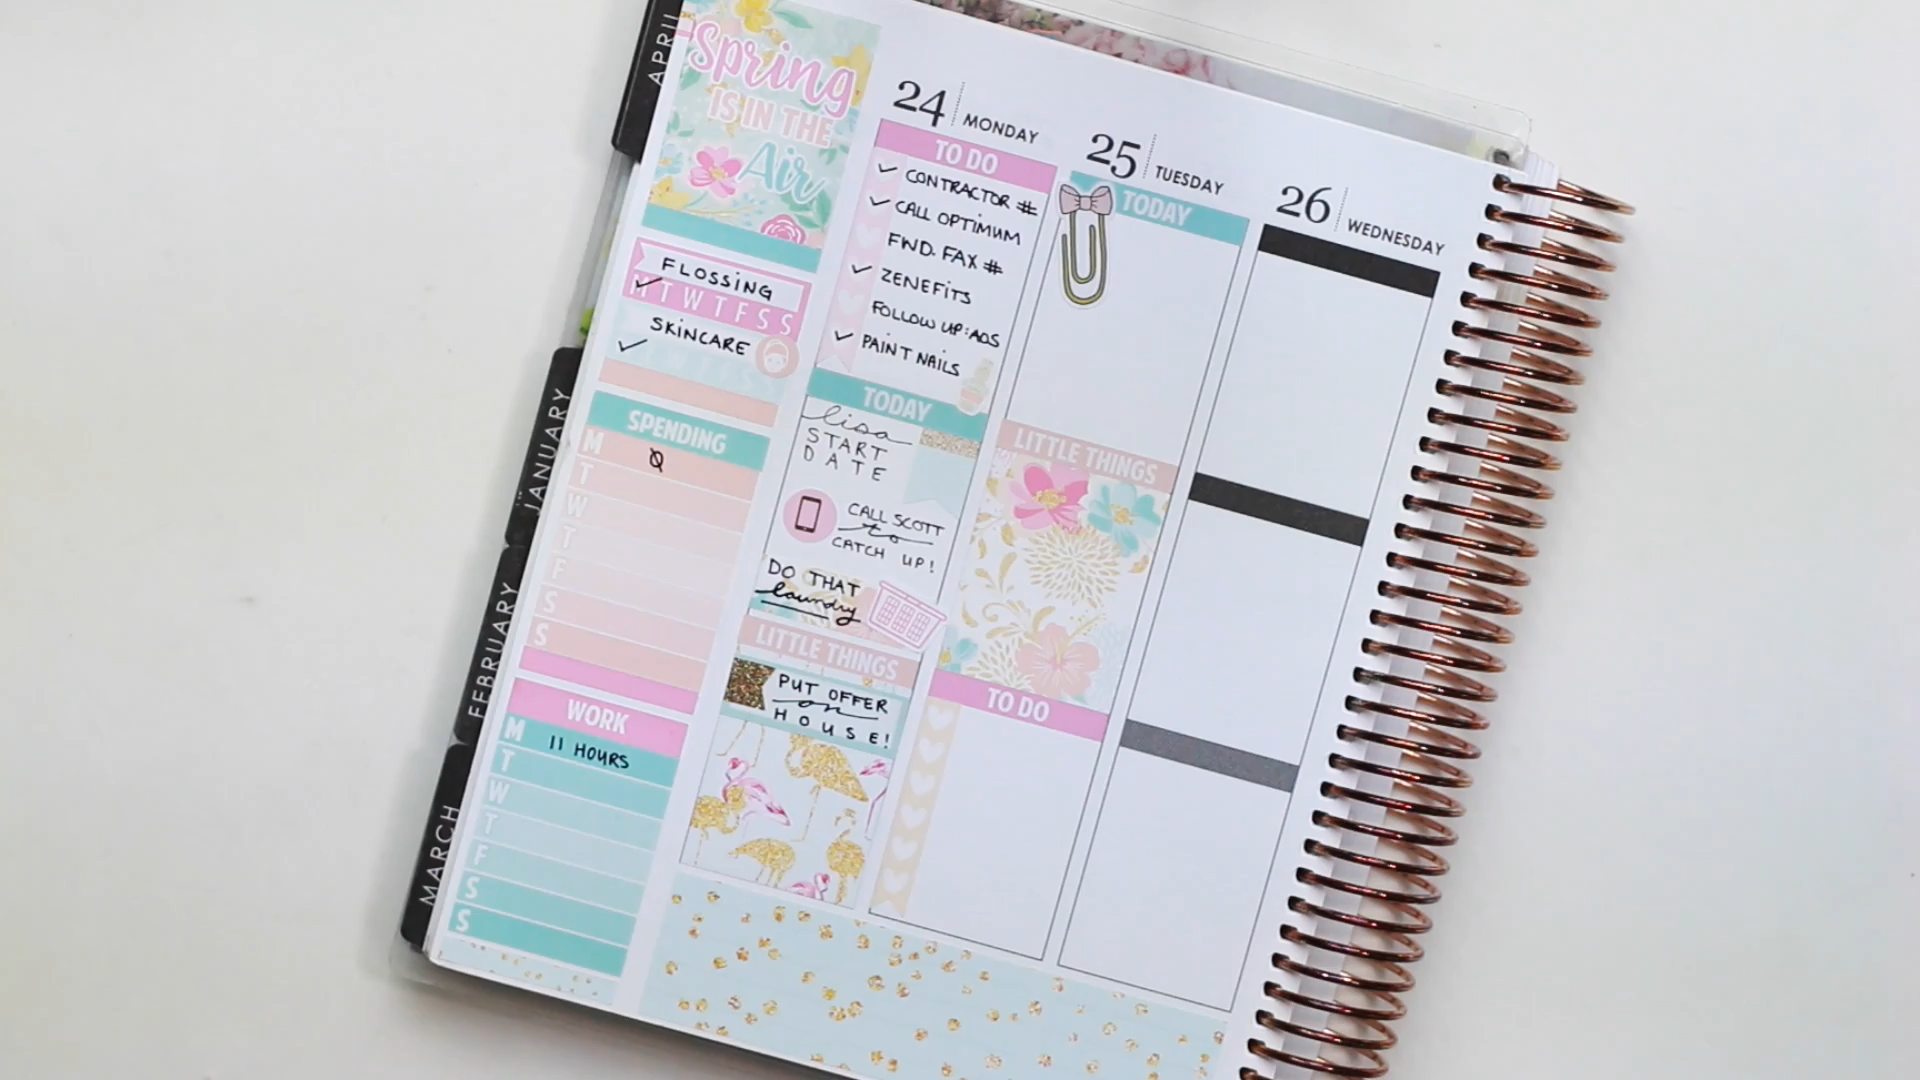 APRIL
JANUARY
FEBRUARY
MARCH
Spring
IS IN THE
Air
FLOSSING
M T W T F S S
SKINCARE
SPENDING
M Ø
T
W
T
F
S
S
WORK
M 11 HOURS
T
W
T
F
S
S
24 MONDAY
TO DO
✓ CONTRACTOR #
✓ CALL OPTIMUM
FWD. FAX #
✓ ZENEFITS
FOLLOW UP: ADS
✓ PAINT NAILS
TODAY
lisa
START
DATE
CALL SCOTT
to
CATCH UP!
DO THAT
laundry
LITTLE THINGS
PUT OFFER
on
HOUSE!
25 TUESDAY
TODAY
LITTLE THINGS
TO DO
26 WEDNESDAY